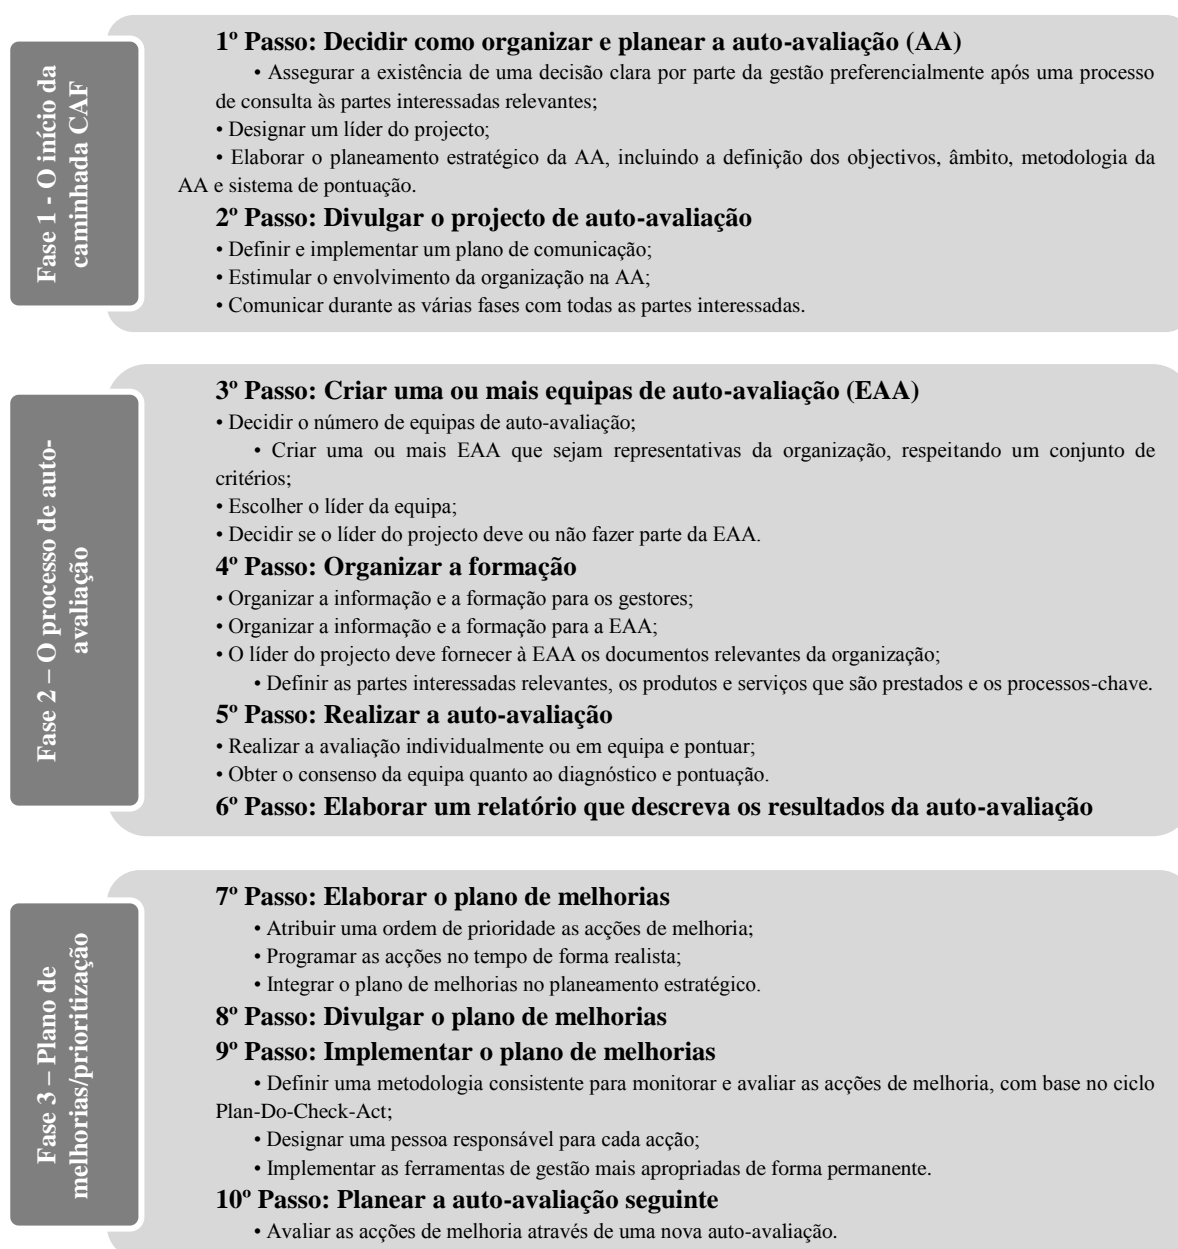 Fase 1 - O início da
caminhada CAF
1º Passo: Decidir como organizar e planear a auto-avaliação (AA)
• Assegurar a existência de uma decisão clara por parte da gestão preferencialmente após uma processo
de consulta às partes interessadas relevantes;
• Designar um líder do projecto;
• Elaborar o planeamento estratégico da AA, incluindo a definição dos objectivos, âmbito, metodologia da
AA e sistema de pontuação.
2º Passo: Divulgar o projecto de auto-avaliação
• Definir e implementar um plano de comunicação;
• Estimular o envolvimento da organização na AA;
• Comunicar durante as várias fases com todas as partes interessadas.
Fase 2 – O processo de auto-
avaliação
3º Passo: Criar uma ou mais equipas de auto-avaliação (EAA)
• Decidir o número de equipas de auto-avaliação;
• Criar uma ou mais EAA que sejam representativas da organização, respeitando um conjunto de
critérios;
• Escolher o líder da equipa;
• Decidir se o líder do projecto deve ou não fazer parte da EAA.
4º Passo: Organizar a formação
• Organizar a informação e a formação para os gestores;
• Organizar a informação e a formação para a EAA;
• O líder do projecto deve fornecer à EAA os documentos relevantes da organização;
• Definir as partes interessadas relevantes, os produtos e serviços que são prestados e os processos-chave.
5º Passo: Realizar a auto-avaliação
• Realizar a avaliação individualmente ou em equipa e pontuar;
• Obter o consenso da equipa quanto ao diagnóstico e pontuação.
6º Passo: Elaborar um relatório que descreva os resultados da auto-avaliação
Fase 3 – Plano de
melhorias/prioritização
7º Passo: Elaborar o plano de melhorias
• Atribuir uma ordem de prioridade as acções de melhoria;
• Programar as acções no tempo de forma realista;
• Integrar o plano de melhorias no planeamento estratégico.
8º Passo: Divulgar o plano de melhorias
9º Passo: Implementar o plano de melhorias
• Definir uma metodologia consistente para monitorar e avaliar as acções de melhoria, com base no ciclo
Plan-Do-Check-Act;
• Designar uma pessoa responsável para cada acção;
• Implementar as ferramentas de gestão mais apropriadas de forma permanente.
10º Passo: Planear a auto-avaliação seguinte
• Avaliar as acções de melhoria através de uma nova auto-avaliação.